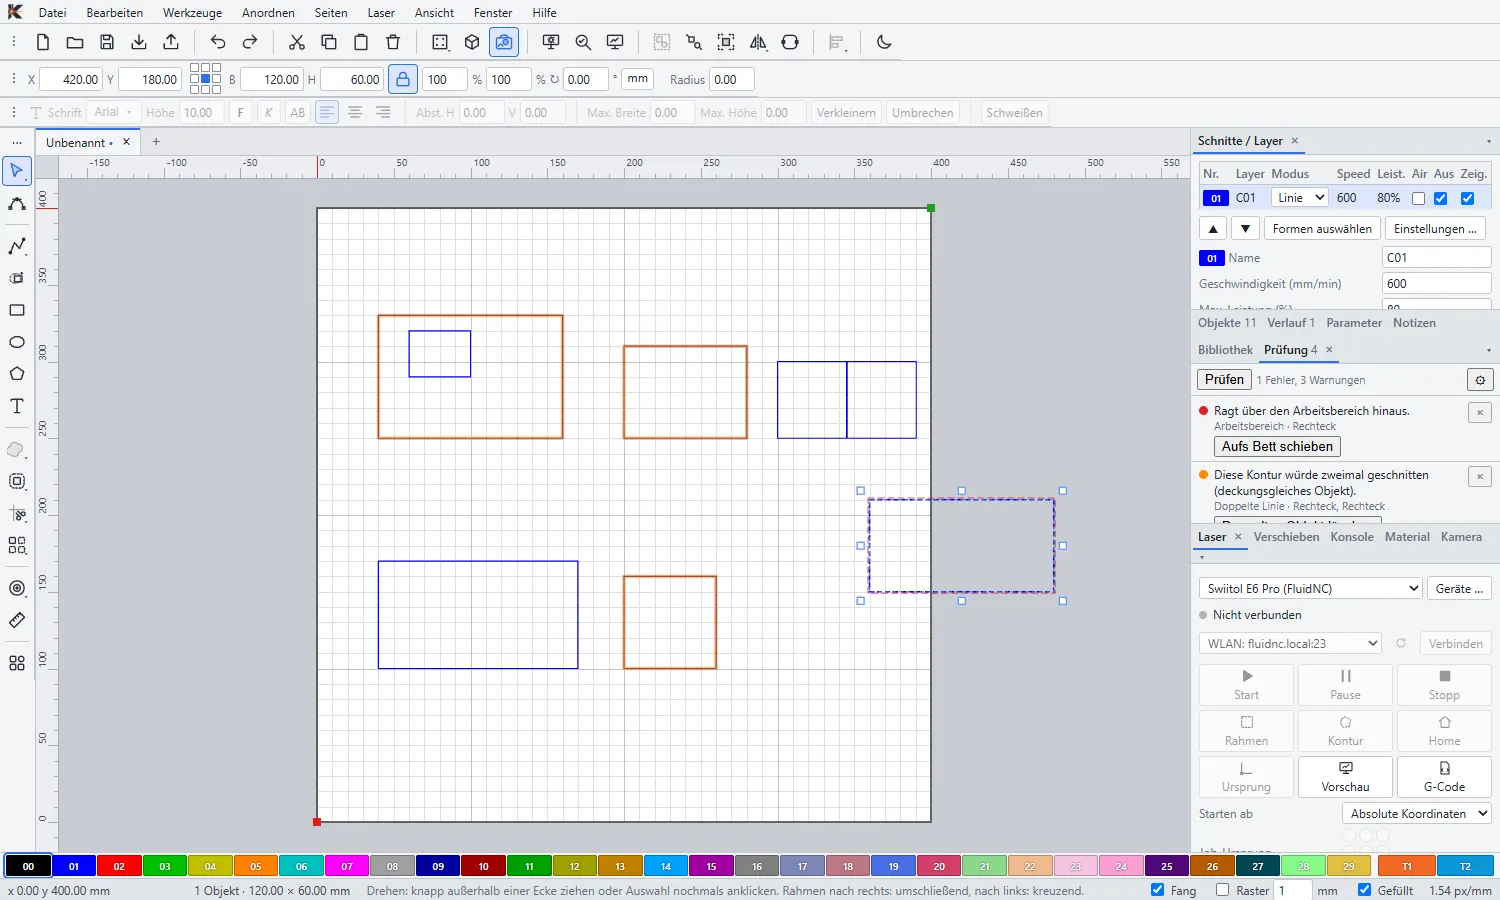 Datei Bearbeiten Werkzeuge Anordnen Seiten Laser Ansicht Fenster Hilfe
X 420.00 Y 180.00 B 120.00 H 60.00 100 % 100 % 0.00 ° mm Radius 0.00
Schrift Arial Höhe 10.00 F K AB Abst. H 0.00 V 0.00 Max. Breite 0.00 Max. Höhe 0.00 Verkleinern Umbrechen Schweißen
Unbenannt • × +
-150 -100 -50 0 50 100 150 200 250 300 350 400 450 500 550
400
350
300
250
200
150
100
50
0
Schnitte / Layer ×
Nr. Layer Modus Speed Leist. Air Aus Zeig.
01 C01 Linie 600 80%
▲ ▼ Formen auswählen Einstellungen ...
01 Name C01
Geschwindigkeit (mm/min) 600
Max. Leistung (%) 80
Objekte 11 Verlauf 1 Parameter Notizen
Bibliothek Prüfung 4 ×
Prüfen 1 Fehler, 3 Warnungen
Ragt über den Arbeitsbereich hinaus.
Arbeitsbereich · Rechteck
Aufs Bett schieben
Diese Kontur würde zweimal geschnitten
(deckungsgleiches Objekt).
Doppelte Linie · Rechteck, Rechteck
Laser × Verschieben Konsole Material Kamera
Swiitol E6 Pro (FluidNC) Geräte ...
Nicht verbunden
WLAN: fluidnc.local:23 Verbinden
Start Pause Stopp
Rahmen Kontur Home
Ursprung Vorschau G-Code
Starten ab Absolute Koordinaten
00 01 02 03 04 05 06 07 08 09 10 11 12 13 14 15 16 17 18 19 20 21 22 23 24 25 26 27 28 29 T1 T2
x 0.00 y 400.00 mm 1 Objekt · 120.00 × 60.00 mm Drehen: knapp außerhalb einer Ecke ziehen oder Auswahl nochmals anklicken. Rahmen nach rechts: umschließend, nach links: kreuzend. Fang Raster 1 mm Gefüllt 1.54 px/mm